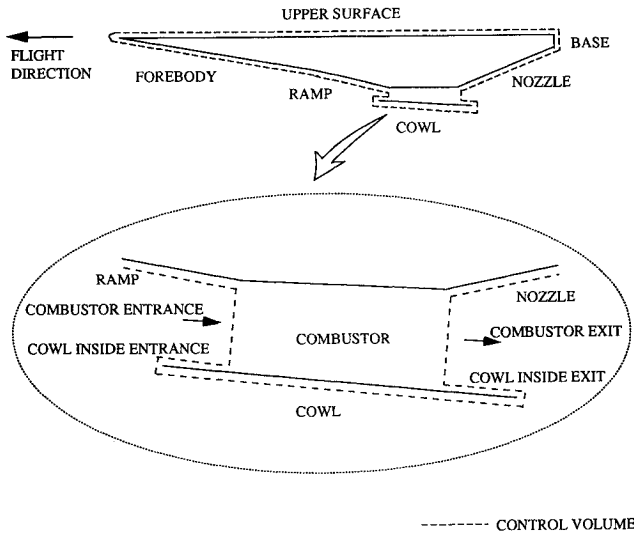 UPPER SURFACE
FLIGHT
DIRECTION
BASE
FOREBODY
NOZZLE
RAMP
COWL
RAMP
NOZZLE
COMBUSTOR ENTRANCE
COMBUSTOR EXIT
COMBUSTOR
COWL INSIDE ENTRANCE
COWL INSIDE EXIT
COWL
CONTROL VOLUME